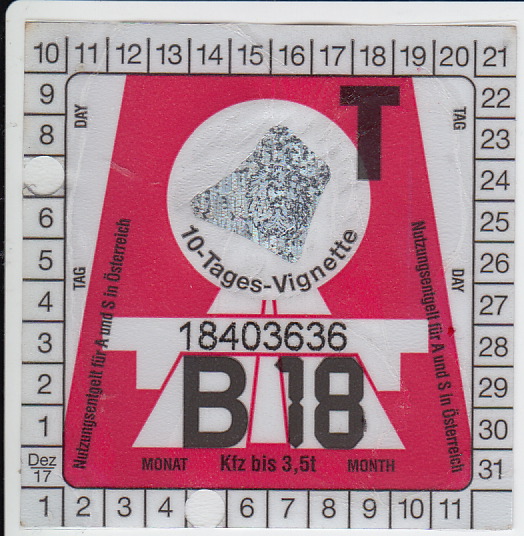 10 11 12 13 14 15 16 17 18 19 20 21
9 22
8 23
24
6 25
5 26
4 27
3 28
2 29
1 30
Dez
17
31
1 2 3 4 6 7 8 9 10 11
DAY
TAG
T
TAG
DAY
Nutzungsentgelt für A und S in Österreich
Nutzungsentgelt für A und S in Österreich
10-Tages-Vignette
18403636
B 18
MONAT Kfz bis 3,5t MONTH